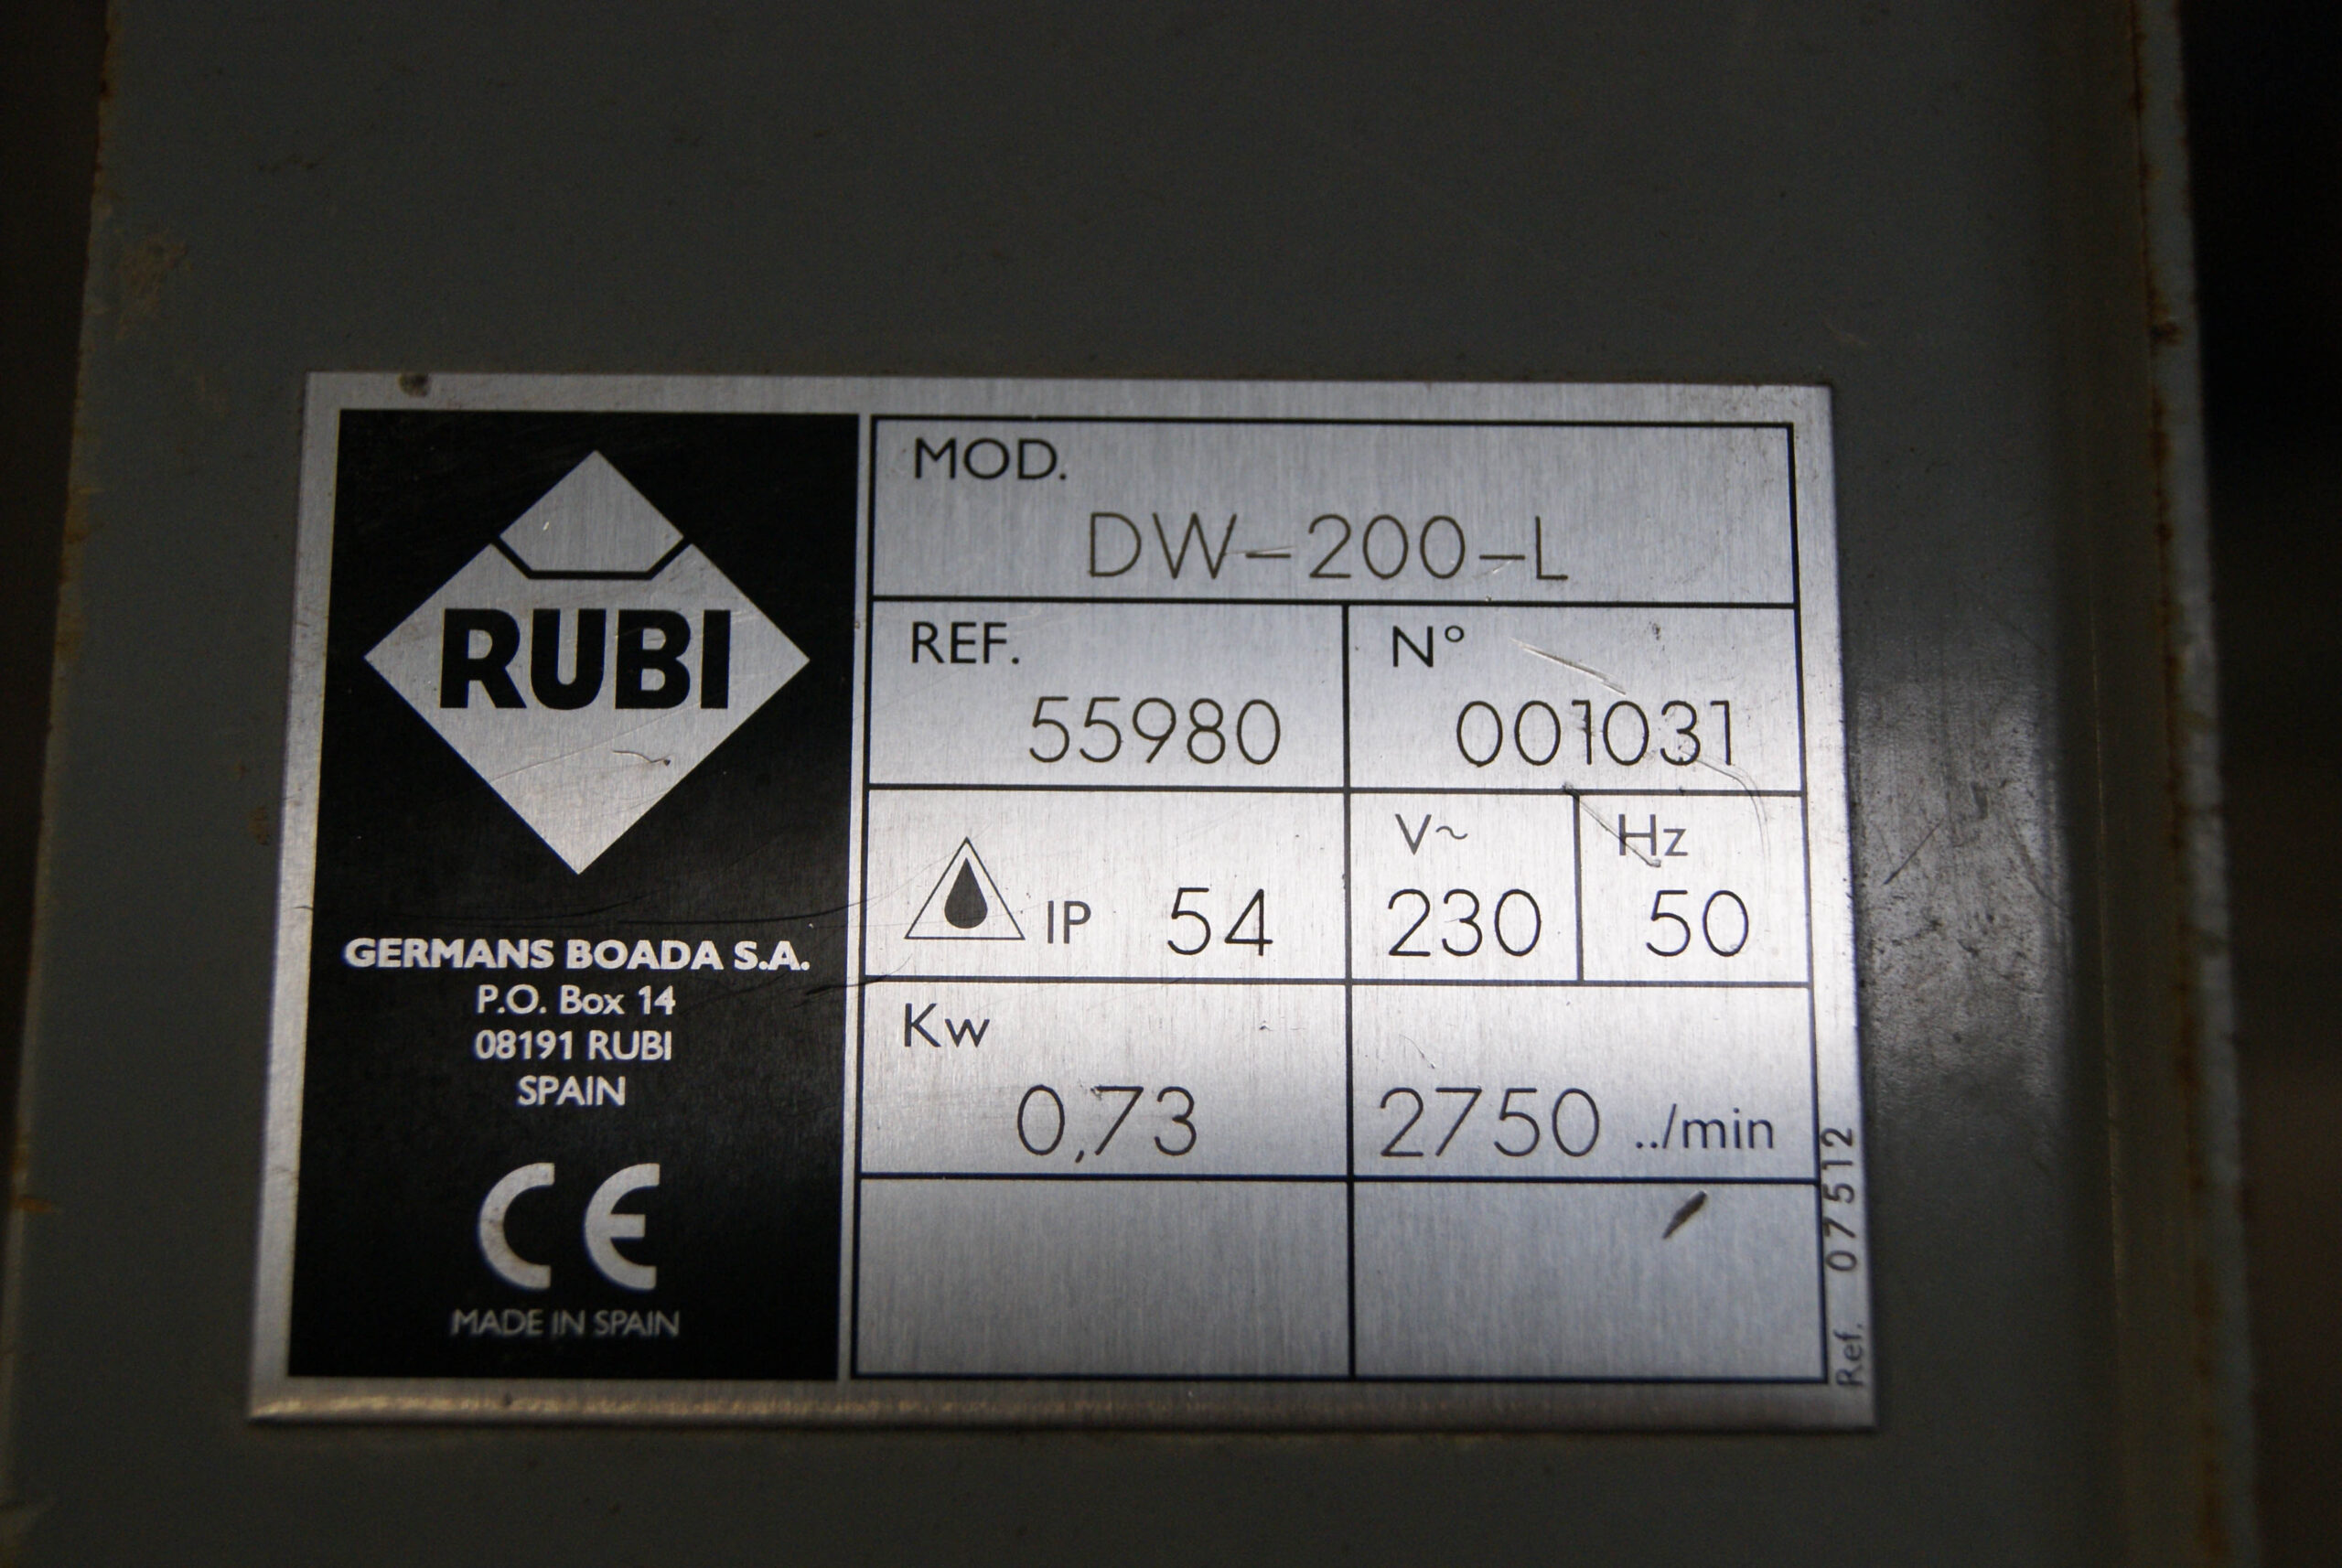 RUBI
GERMANS BOADA S.A.
P.O. Box 14
08191 RUBI
SPAIN
CE
MADE IN SPAIN
MOD.
DW-200-L
REF.
55980
Nº
001031
IP 54
V~
230
Hz
50
Kw
0,73
2750 ../min
Ref. 07512